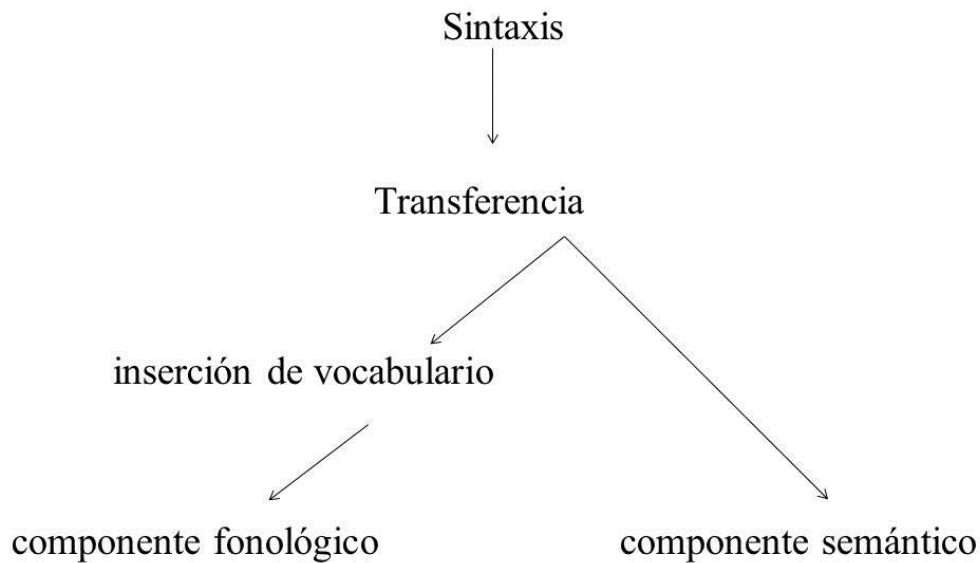 Sintaxis
Transferencia
inserción de vocabulario
componente fonológico
componente semántico